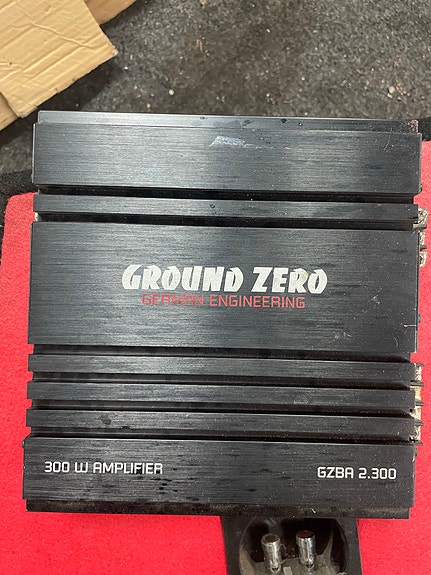 GROUND ZERO
GERMAN ENGINEERING
300 W AMPLIFIER
GZBA 2.300